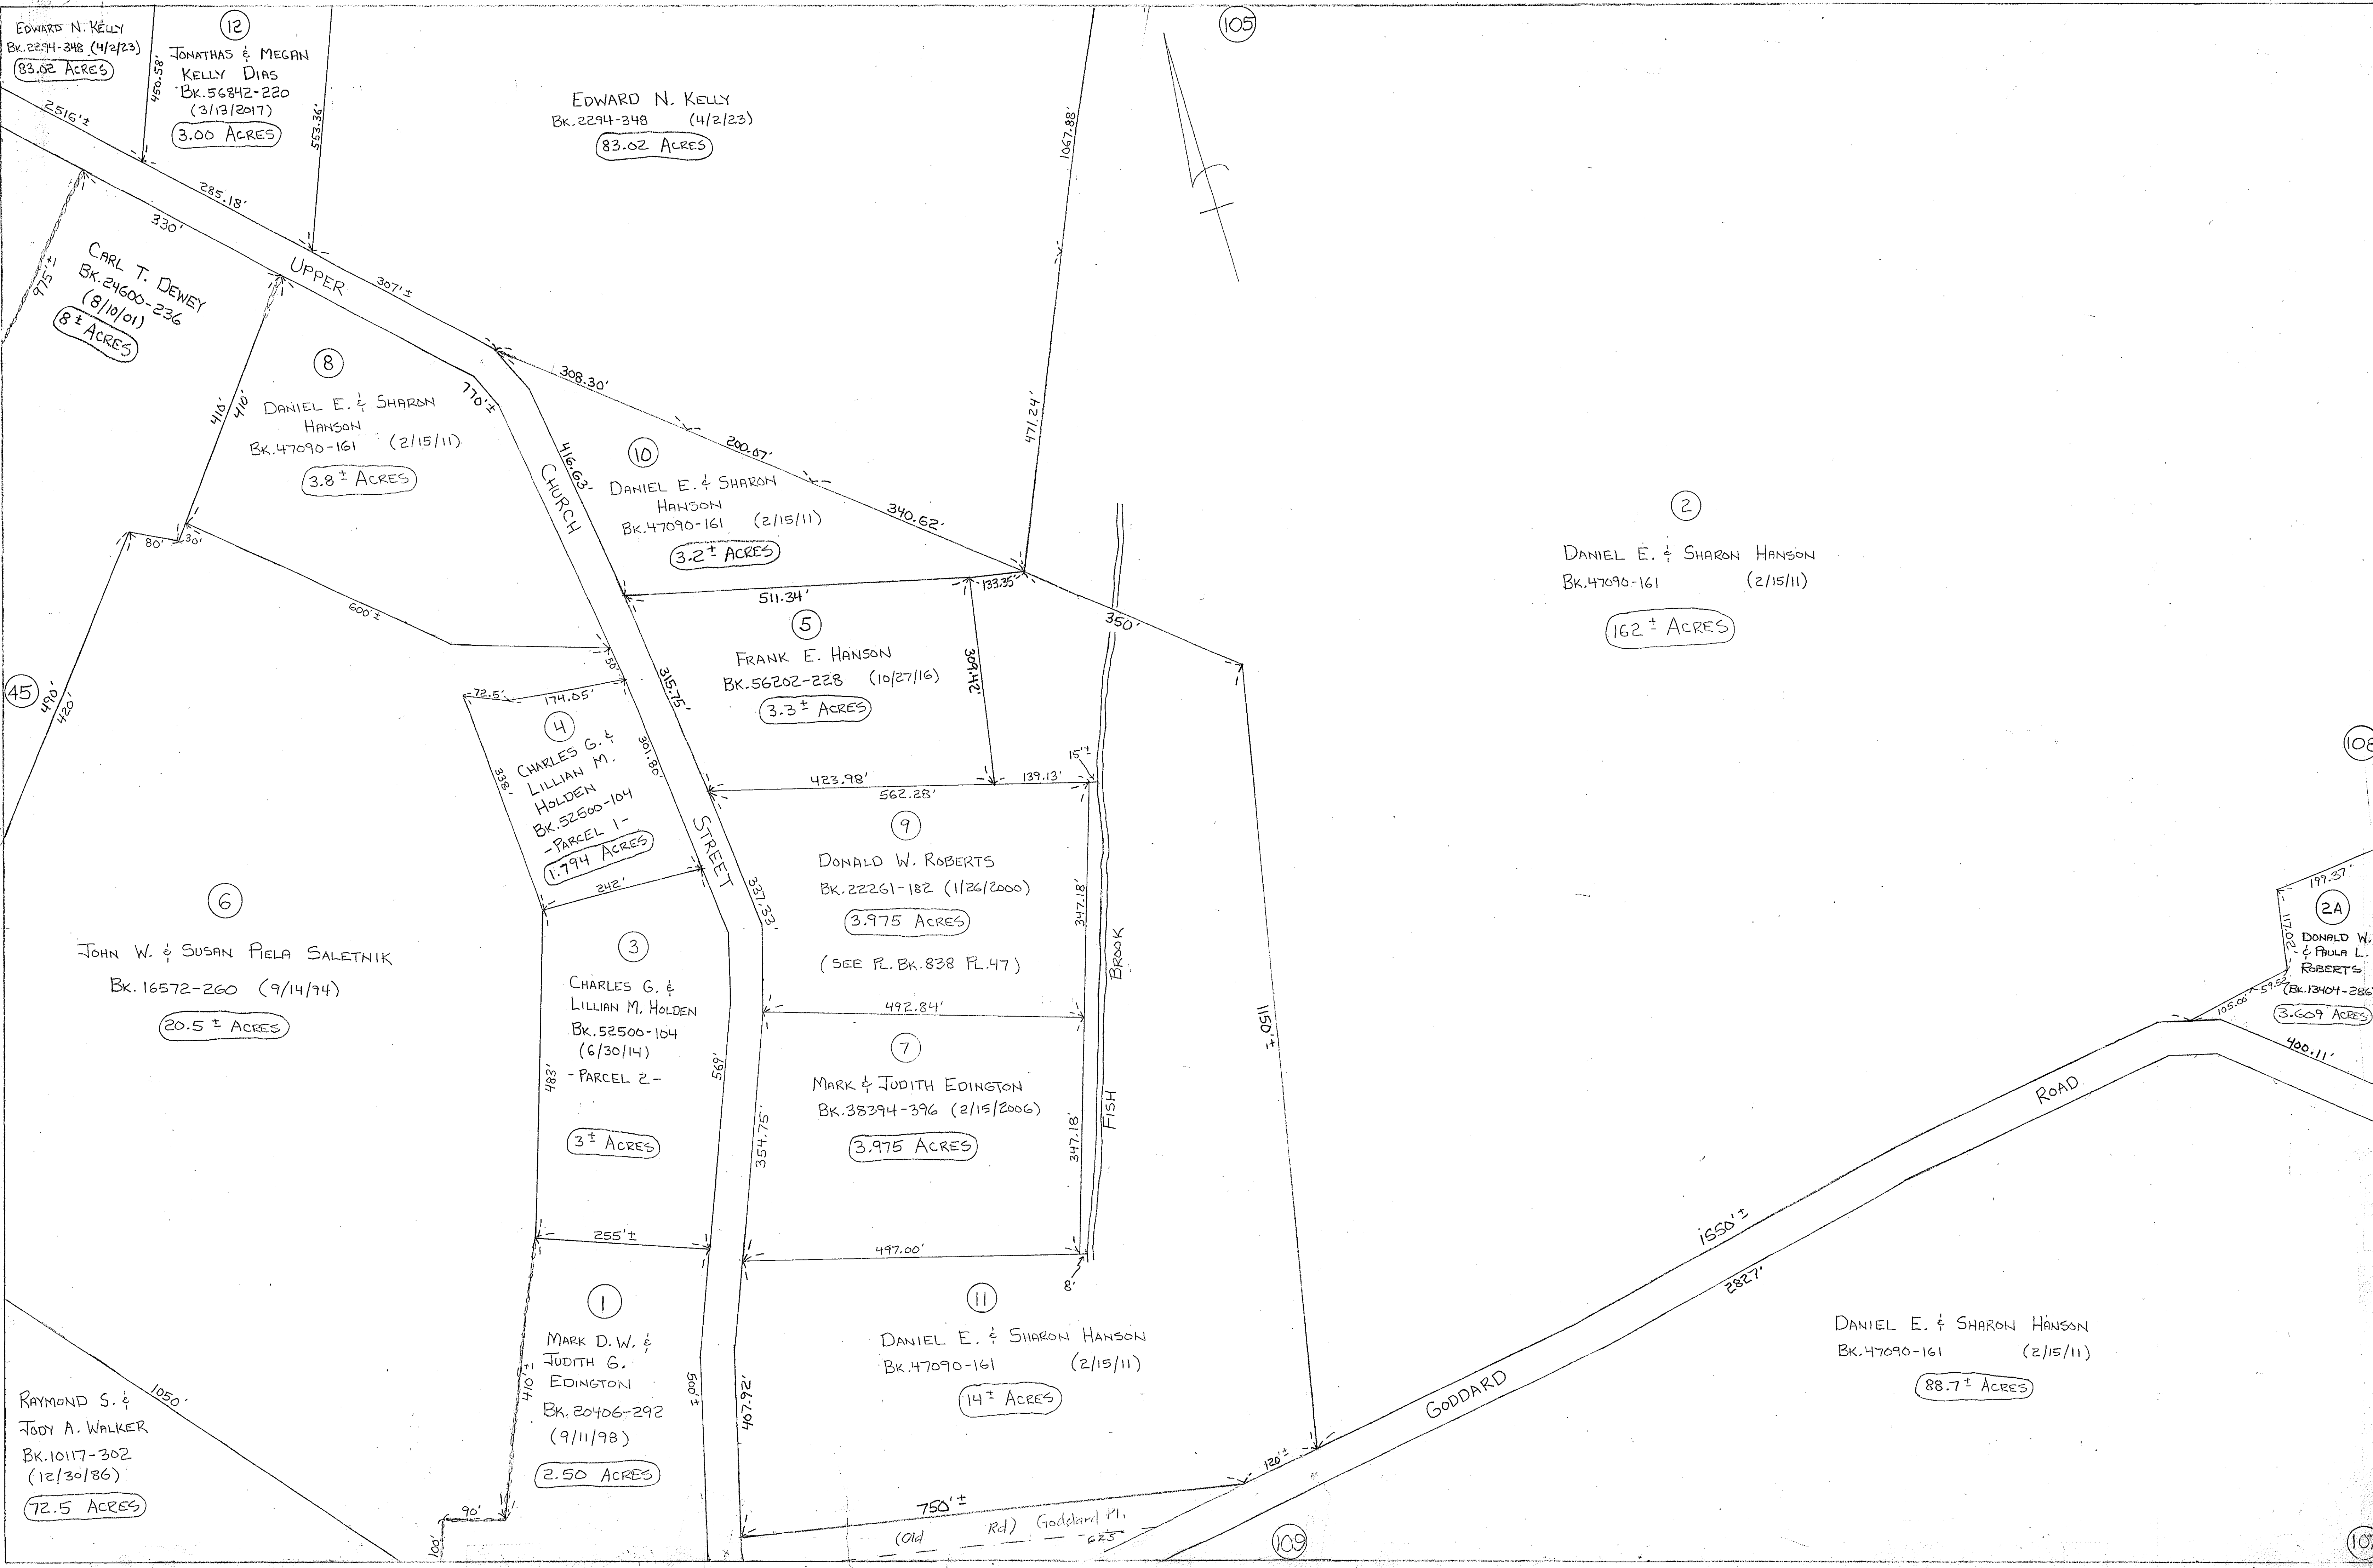 EDWARD N. KELLY
BK.2294-348 (4/2/23)
83.02 ACRES
2516'±
450.58'
12
JONATHAS & MEGAN
KELLY DIAS
BK.56842-220
(3/13/2017)
3.00 ACRES
553.36'
285.18'
EDWARD N. KELLY
BK.2294-348 (4/2/23)
83.02 ACRES
1067.88'
105
330'
UPPER
307'±
975'±
CARL T. DEWEY
BK.24600-236
(8/10/01)
8± ACRES
410'
410'
8
DANIEL E. & SHARON
HANSON
BK.47090-161 (2/15/11)
3.8± ACRES
770'±
308.30'
200.07'
340.62'
471.24'
416.63'
CHURCH
10
DANIEL E. & SHARON
HANSON
BK.47090-161 (2/15/11)
3.2± ACRES
2
DANIEL E. & SHARON HANSON
BK.47090-161 (2/15/11)
162± ACRES
80'
30'
600'±
50'
511.34'
133.35'
350'
5
FRANK E. HANSON
BK.56202-228 (10/27/16)
3.3± ACRES
309.42'
315.75'
45
490'
420'
72.5'
174.05'
4
CHARLES G. &
LILLIAN M.
HOLDEN
BK.52500-104
-PARCEL 1-
1.794 ACRES
338'
301.80'
242'
STREET
423.98'
139.13'
15'±
562.28'
9
DONALD W. ROBERTS
BK.22261-182 (1/26/2000)
3.975 ACRES
(SEE PL.BK.838 PL.47)
337.33'
347.18'
BROOK
108
199.37'
2A
DONALD W.
& PAULA L.
ROBERTS
(BK.13404-286
3.609 ACRES
117.02'
59.52'
105.00'
400.11'
6
JOHN W. & SUSAN PIELA SALETNIK
BK. 16572-260 (9/14/94)
20.5± ACRES
3
CHARLES G. &
LILLIAN M. HOLDEN
BK.52500-104
(6/30/14)
-PARCEL 2-
3± ACRES
483'
569'
492.84'
7
MARK & JUDITH EDINGTON
BK.38394-396 (2/15/2006)
3.975 ACRES
354.75'
347.18'
FISH
1150'±
ROAD
255'±
497.00'
8'
1550'±
2827'
1
MARK D.W. &
JUDITH G.
EDINGTON
BK.20406-292
(9/11/98)
2.50 ACRES
410'±
500'±
407.92'
11
DANIEL E. & SHARON HANSON
BK.47090-161 (2/15/11)
14± ACRES
GODDARD
DANIEL E. & SHARON HANSON
BK.47090-161 (2/15/11)
88.7± ACRES
1050'
RAYMOND S. &
JODY A. WALKER
BK.10117-302
(12/30/86)
72.5 ACRES
90'
100'
750'±
120'±
(Old Rd) Goddard Pl.
625
109